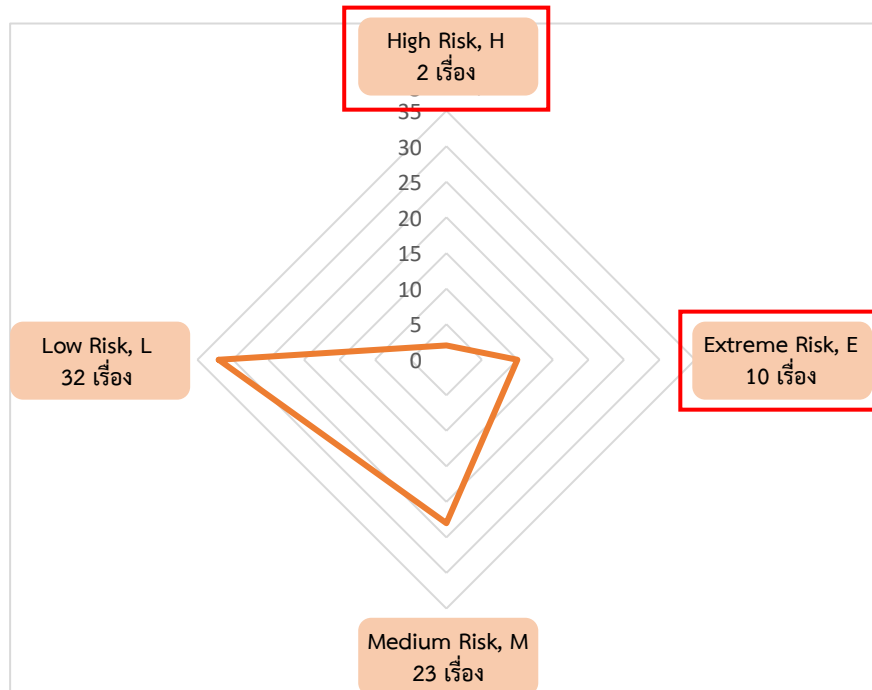 High Risk, H
2 เรื่อง
35
30
25
20
15
10
5
0
Low Risk, L
32 เรื่อง
Extreme Risk, E
10 เรื่อง
Medium Risk, M
23 เรื่อง